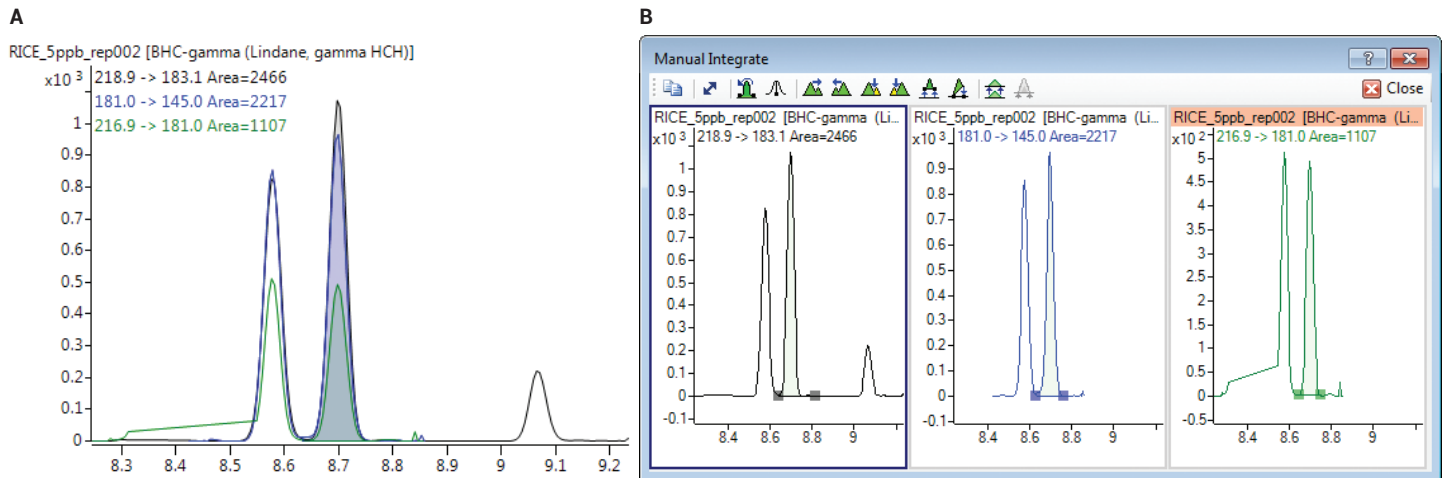 A
RICE_5ppb_rep002 [BHC-gamma (Lindane, gamma HCH)]
x10 3
218.9 -> 183.1 Area=2466
181.0 -> 145.0 Area=2217
216.9 -> 181.0 Area=1107
1
0.9
0.8
0.7
0.6
0.5
0.4
0.3
0.2
0.1
0
8.3 8.4 8.5 8.6 8.7 8.8 8.9 9 9.1 9.2
B
Manual Integrate
?
Close
RICE_5ppb_rep002 [BHC-gamma (Li...
x10 3 218.9 -> 183.1 Area=2466
1
0.9
0.8
0.7
0.6
0.5
0.4
0.3
0.2
0.1
0
-0.1
8.4 8.6 8.8 9
RICE_5ppb_rep002 [BHC-gamma (Li...
x10 3 181.0 -> 145.0 Area=2217
0.9
0.8
0.7
0.6
0.5
0.4
0.3
0.2
0.1
0
-0.1
8.4 8.6 8.8 9
RICE_5ppb_rep002 [BHC-gamma (Li...
x10 2 216.9 -> 181.0 Area=1107
5
4.5
4
3.5
3
2.5
2
1.5
1
0.5
0
-0.5
8.4 8.6 8.8 9